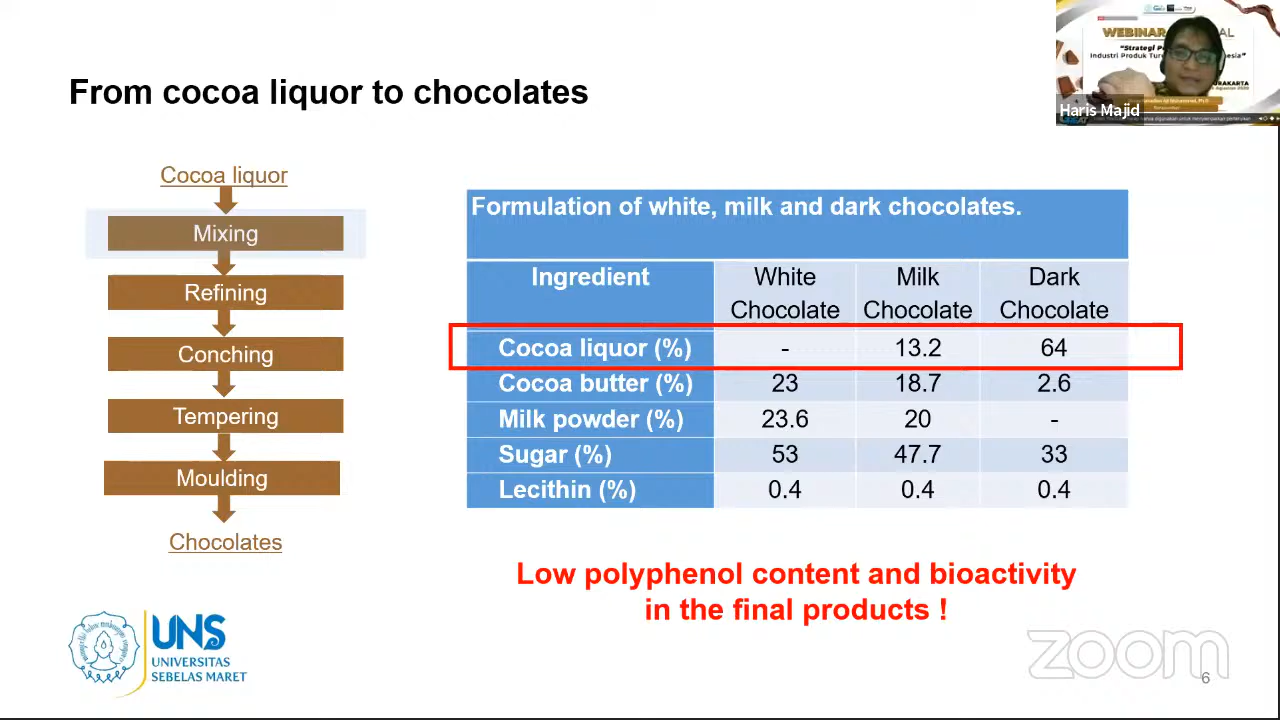 WEBINAR
"Strategi
Haris Majid
From cocoa liquor to chocolates
Cocoa liquor
Mixing
Refining
Conching
Tempering
Moulding
Chocolates
Formulation of white, milk and dark chocolates.
Ingredient White Chocolate Milk Chocolate Dark Chocolate
Cocoa liquor (%) - 13.2 64
Cocoa butter (%) 23 18.7 2.6
Milk powder (%) 23.6 20 -
Sugar (%) 53 47.7 33
Lecithin (%) 0.4 0.4 0.4
Low polyphenol content and bioactivity
in the final products !
UNS
UNIVERSITAS
SEBELAS MARET
zoom
6